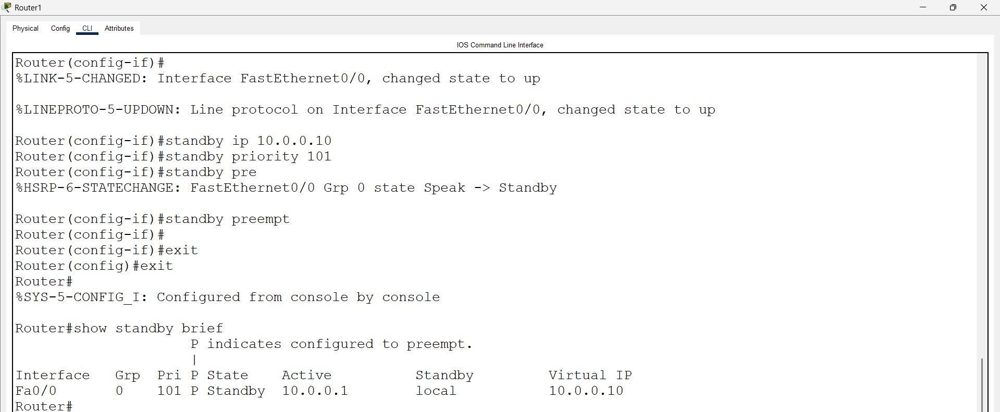 Router1
Physical Config CLI Attributes
IOS Command Line Interface
Router(config-if)#
%LINK-5-CHANGED: Interface FastEthernet0/0, changed state to up
%LINEPROTO-5-UPDOWN: Line protocol on Interface FastEthernet0/0, changed state to up
Router(config-if)#standby ip 10.0.0.10
Router(config-if)#standby priority 101
Router(config-if)#standby pre
%HSRP-6-STATECHANGE: FastEthernet0/0 Grp 0 state Speak -> Standby
Router(config-if)#standby preempt
Router(config-if)#
Router(config-if)#exit
Router(config)#exit
Router#
%SYS-5-CONFIG_I: Configured from console by console
Router#show standby brief
P indicates configured to preempt.
|
Interface Grp Pri P State Active Standby Virtual IP
Fa0/0 0 101 P Standby 10.0.0.1 local 10.0.0.10
Router#